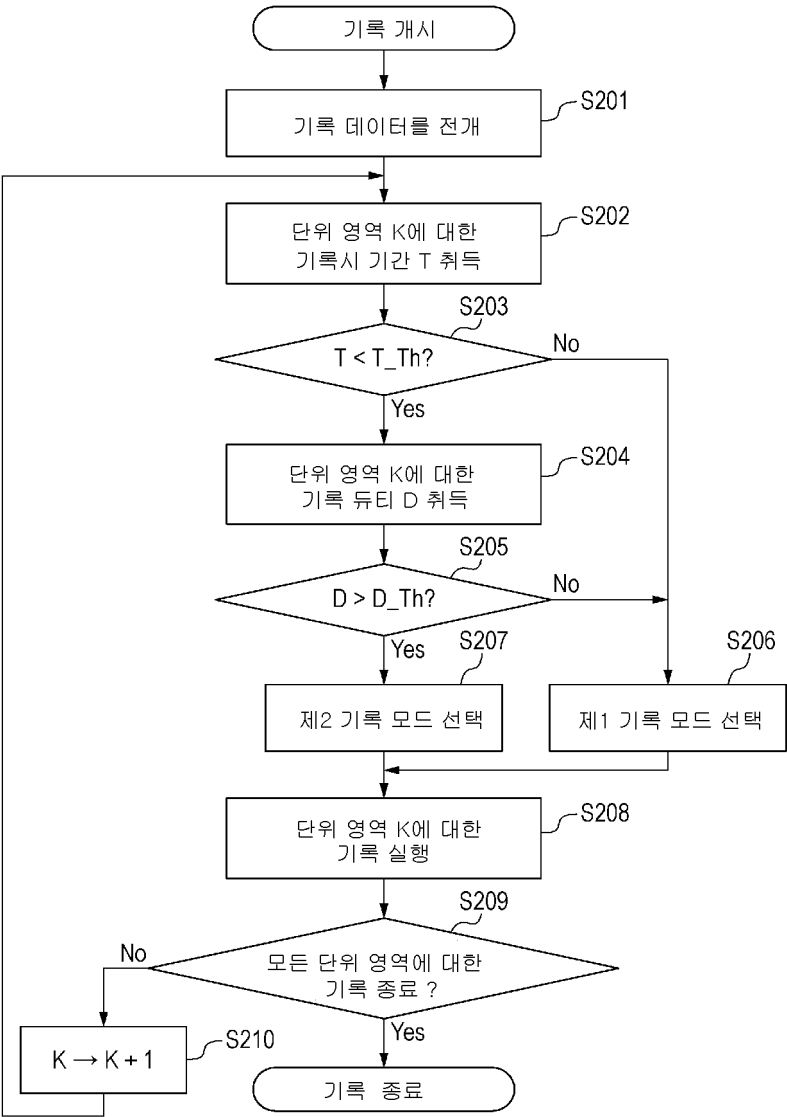 기록 개시
S201
기록 데이터를 전개
S202
단위 영역 K에 대한
기록시 기간 T 취득
S203
T < T_Th?
No
Yes
S204
단위 영역 K에 대한
기록 듀티 D 취득
S205
D > D_Th?
No
Yes
S207
제2 기록 모드 선택
S206
제1 기록 모드 선택
S208
단위 영역 K에 대한
기록 실행
S209
모든 단위 영역에 대한
기록 종료 ?
No
Yes
S210
K → K + 1
기록 종료